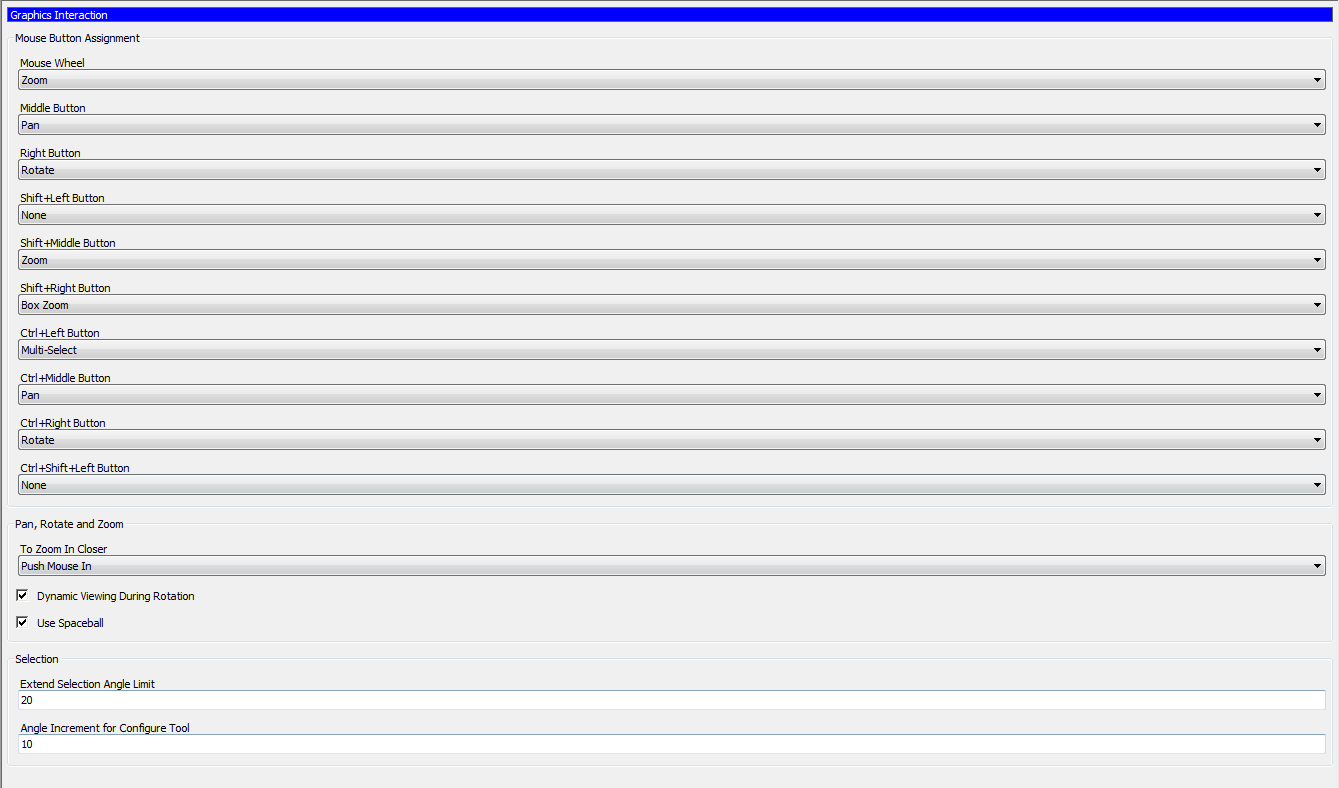 Graphics Interaction
Mouse Button Assignment
Mouse Wheel
Zoom
Middle Button
Pan
Right Button
Rotate
Shift+Left Button
None
Shift+Middle Button
Zoom
Shift+Right Button
Box Zoom
Ctrl+Left Button
Multi-Select
Ctrl+Middle Button
Pan
Ctrl+Right Button
Rotate
Ctrl+Shift+Left Button
None
Pan, Rotate and Zoom
To Zoom In Closer
Push Mouse In
Dynamic Viewing During Rotation
Use Spaceball
Selection
Extend Selection Angle Limit
20
Angle Increment for Configure Tool
10